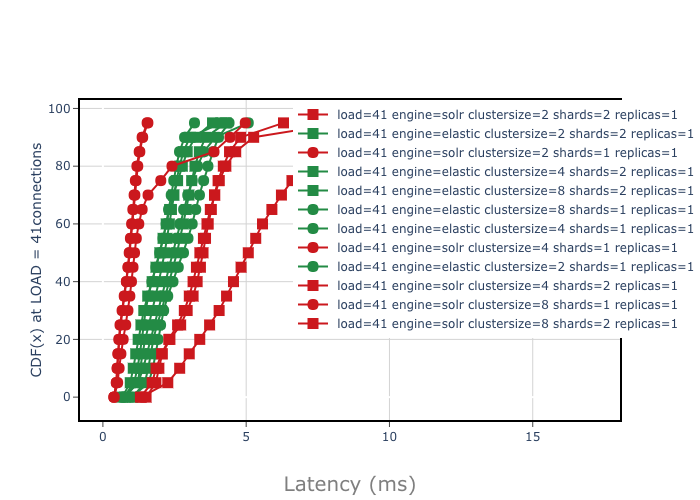 100
80
60
40
20
0
CDF(x) at LOAD = 41connections
0
5
10
15
Latency (ms)
load=41 engine=solr clustersize=2 shards=2 replicas=1
load=41 engine=elastic clustersize=2 shards=2 replicas=1
load=41 engine=solr clustersize=2 shards=1 replicas=1
load=41 engine=elastic clustersize=4 shards=2 replicas=1
load=41 engine=elastic clustersize=8 shards=2 replicas=1
load=41 engine=elastic clustersize=8 shards=1 replicas=1
load=41 engine=elastic clustersize=4 shards=1 replicas=1
load=41 engine=solr clustersize=4 shards=1 replicas=1
load=41 engine=elastic clustersize=2 shards=1 replicas=1
load=41 engine=solr clustersize=4 shards=2 replicas=1
load=41 engine=solr clustersize=8 shards=1 replicas=1
load=41 engine=solr clustersize=8 shards=2 replicas=1